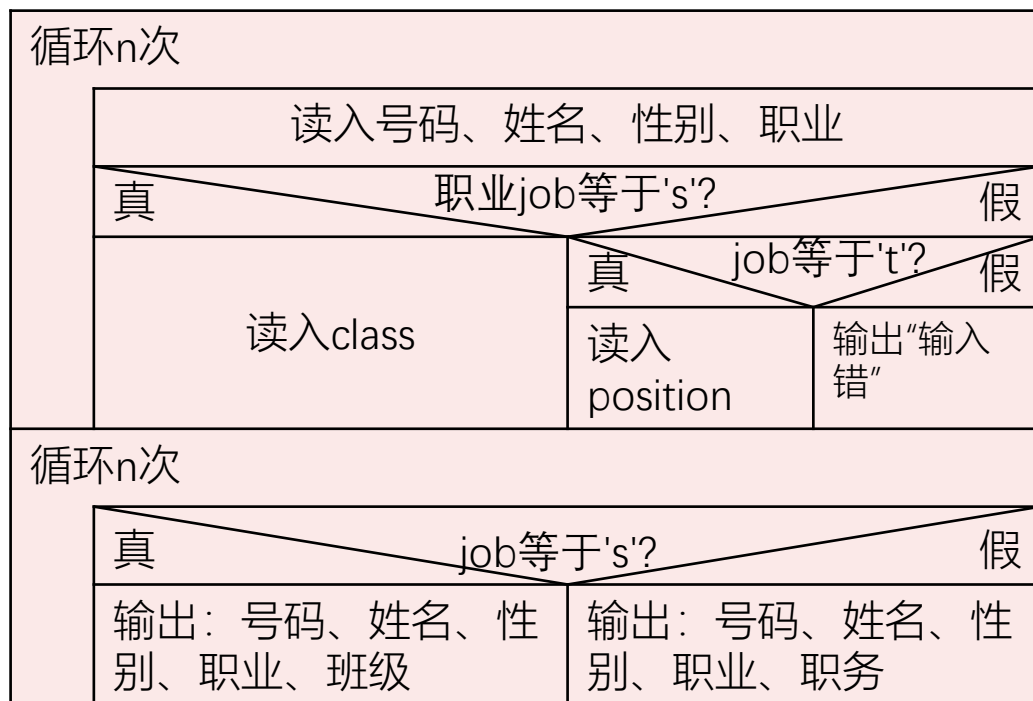 循环n次
读入号码、姓名、性别、职业
真
职业job等于's'?
假
真
job等于't'?
假
读入class
读入
position
输出"输入
错"
循环n次
真
job等于's'?
假
输出：号码、姓名、性
别、职业、班级
输出：号码、姓名、性
别、职业、职务